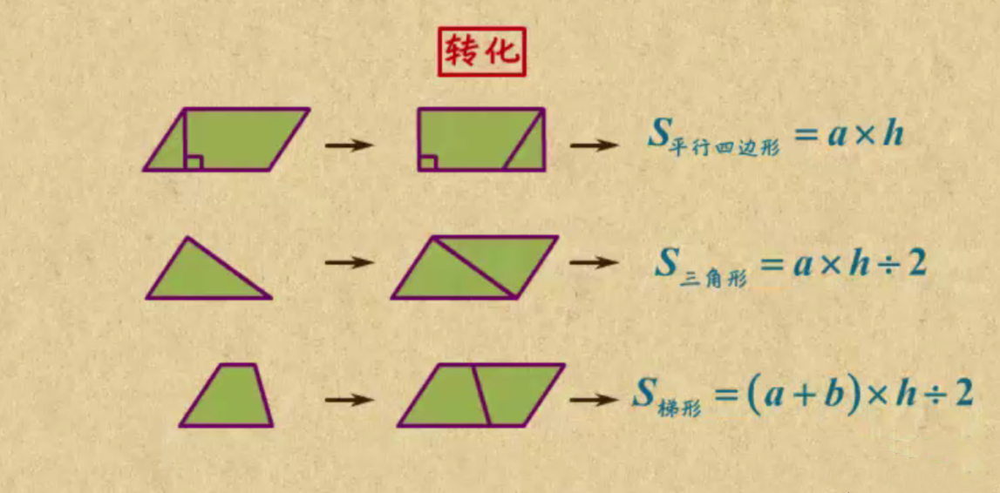 转化
S平行四边形 = a×h
S三角形 = a×h÷2
S梯形 = (a+b)×h÷2